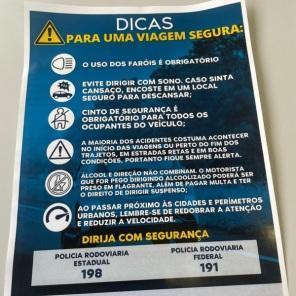 DICAS
PARA UMA VIAGEM SEGURA:
O USO DOS FARÓIS É OBRIGATÓRIO
EVITE DIRIGIR COM SONO. CASO SINTA
CANSAÇO, ENCOSTE EM UM LOCAL
SEGURO PARA DESCANSAR;
CINTO DE SEGURANÇA É
OBRIGATÓRIO PARA TODOS OS
OCUPANTES DO VEÍCULO;
A MAIORIA DOS ACIDENTES COSTUMA ACONTECER
NO INÍCIO DAS VIAGENS OU PERTO DO FIM DOS
TRAJETOS, EM ESTRADAS RETAS E EM BOAS
CONDIÇÕES, PORTANTO FIQUE SEMPRE ALERTA.
ÁLCOOL E DIREÇÃO NÃO COMBINAM. O MOTORISTA
QUE FOR PEGO DIRIGINDO ALCOOLIZADO PODERÁ SER
PRESO EM FLAGRANTE, ALÉM DE PAGAR MULTA E TER
O DIREITO DE DIRIGIR SUSPENSO;
AO PASSAR PRÓXIMO ÀS CIDADES E PERÍMETROS
URBANOS, LEMBRE-SE DE REDOBRAR A ATENÇÃO
E REDUZIR A VELOCIDADE.
DIRIJA COM SEGURANÇA
POLICIA RODOVIARIA
ESTADUAL
198
POLICIA RODOVIARIA
FEDERAL
191